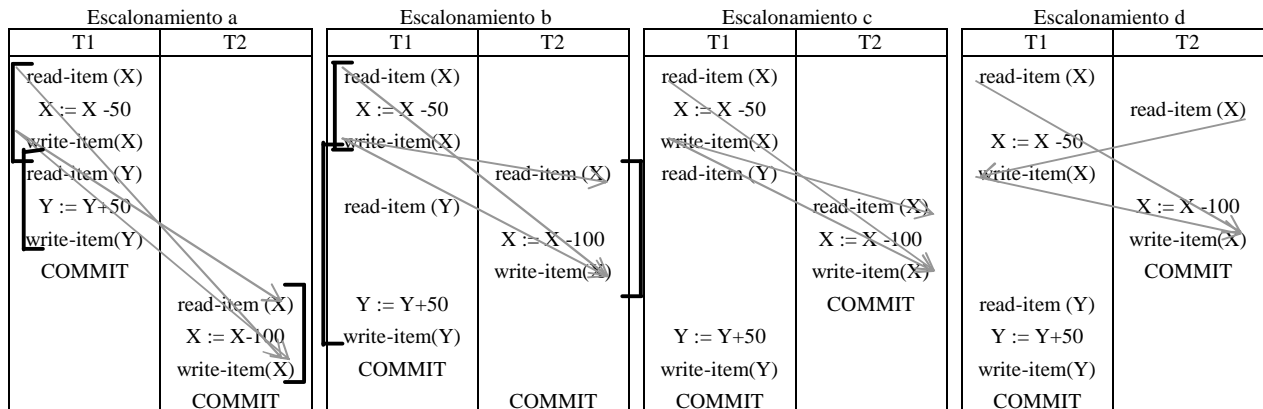 Escalonamiento a Escalonamiento b Escalonamiento c Escalonamiento d
T1 T2 T1 T2 T1 T2 T1 T2
read-item (X) read-item (X) read-item (X) read-item (X)
X := X -50 X := X -50 X := X -50 read-item (X)
write-item(X) write-item(X) write-item(X) X := X -50
read-item (Y) read-item (X) read-item (Y) write-item(X)
Y := Y+50 read-item (Y) read-item (X) X := X -100
write-item(Y) X := X -100 X := X -100 write-item(X)
COMMIT write-item(X) write-item(X) COMMIT
read-item (X) Y := Y+50 COMMIT read-item (Y)
X := X-100 write-item(Y) Y := Y+50 Y := Y+50
write-item(X) COMMIT write-item(Y) write-item(Y)
COMMIT COMMIT COMMIT COMMIT